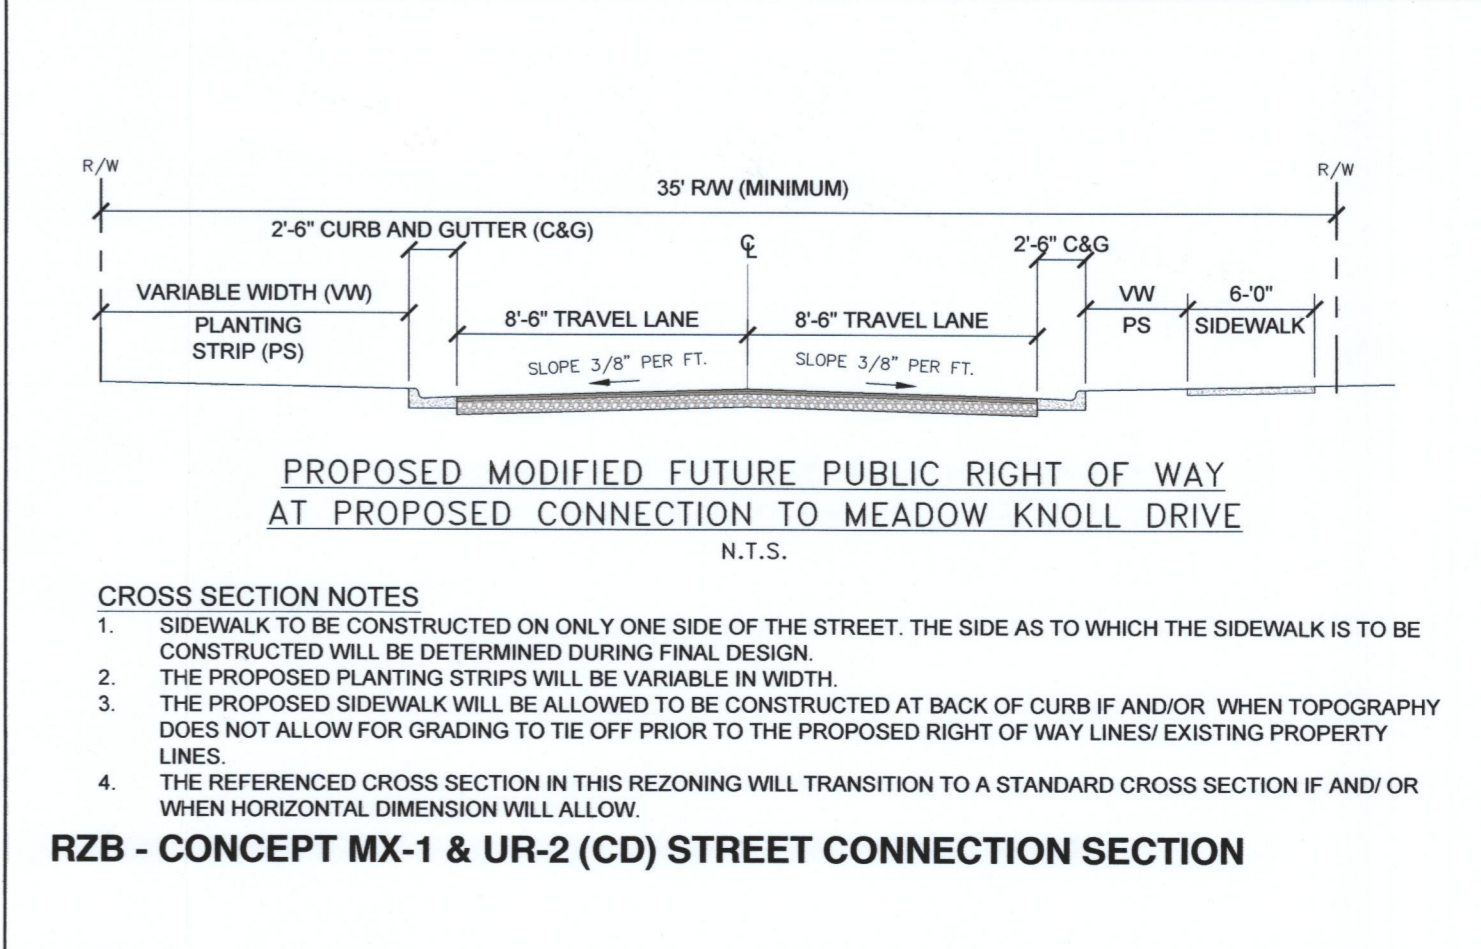 R/W
R/W
35' R/W (MINIMUM)
2'-6" CURB AND GUTTER (C&G)
℄
2'-6" C&G
VARIABLE WIDTH (VW)
PLANTING
STRIP (PS)
8'-6" TRAVEL LANE
8'-6" TRAVEL LANE
VW
PS
6-'0"
SIDEWALK
SLOPE 3/8" PER FT.
SLOPE 3/8" PER FT.
PROPOSED MODIFIED FUTURE PUBLIC RIGHT OF WAY
AT PROPOSED CONNECTION TO MEADOW KNOLL DRIVE
N.T.S.
CROSS SECTION NOTES
1. SIDEWALK TO BE CONSTRUCTED ON ONLY ONE SIDE OF THE STREET. THE SIDE AS TO WHICH THE SIDEWALK IS TO BE
CONSTRUCTED WILL BE DETERMINED DURING FINAL DESIGN.
2. THE PROPOSED PLANTING STRIPS WILL BE VARIABLE IN WIDTH.
3. THE PROPOSED SIDEWALK WILL BE ALLOWED TO BE CONSTRUCTED AT BACK OF CURB IF AND/OR WHEN TOPOGRAPHY
DOES NOT ALLOW FOR GRADING TO TIE OFF PRIOR TO THE PROPOSED RIGHT OF WAY LINES/ EXISTING PROPERTY
LINES.
4. THE REFERENCED CROSS SECTION IN THIS REZONING WILL TRANSITION TO A STANDARD CROSS SECTION IF AND/ OR
WHEN HORIZONTAL DIMENSION WILL ALLOW.
RZB - CONCEPT MX-1 & UR-2 (CD) STREET CONNECTION SECTION